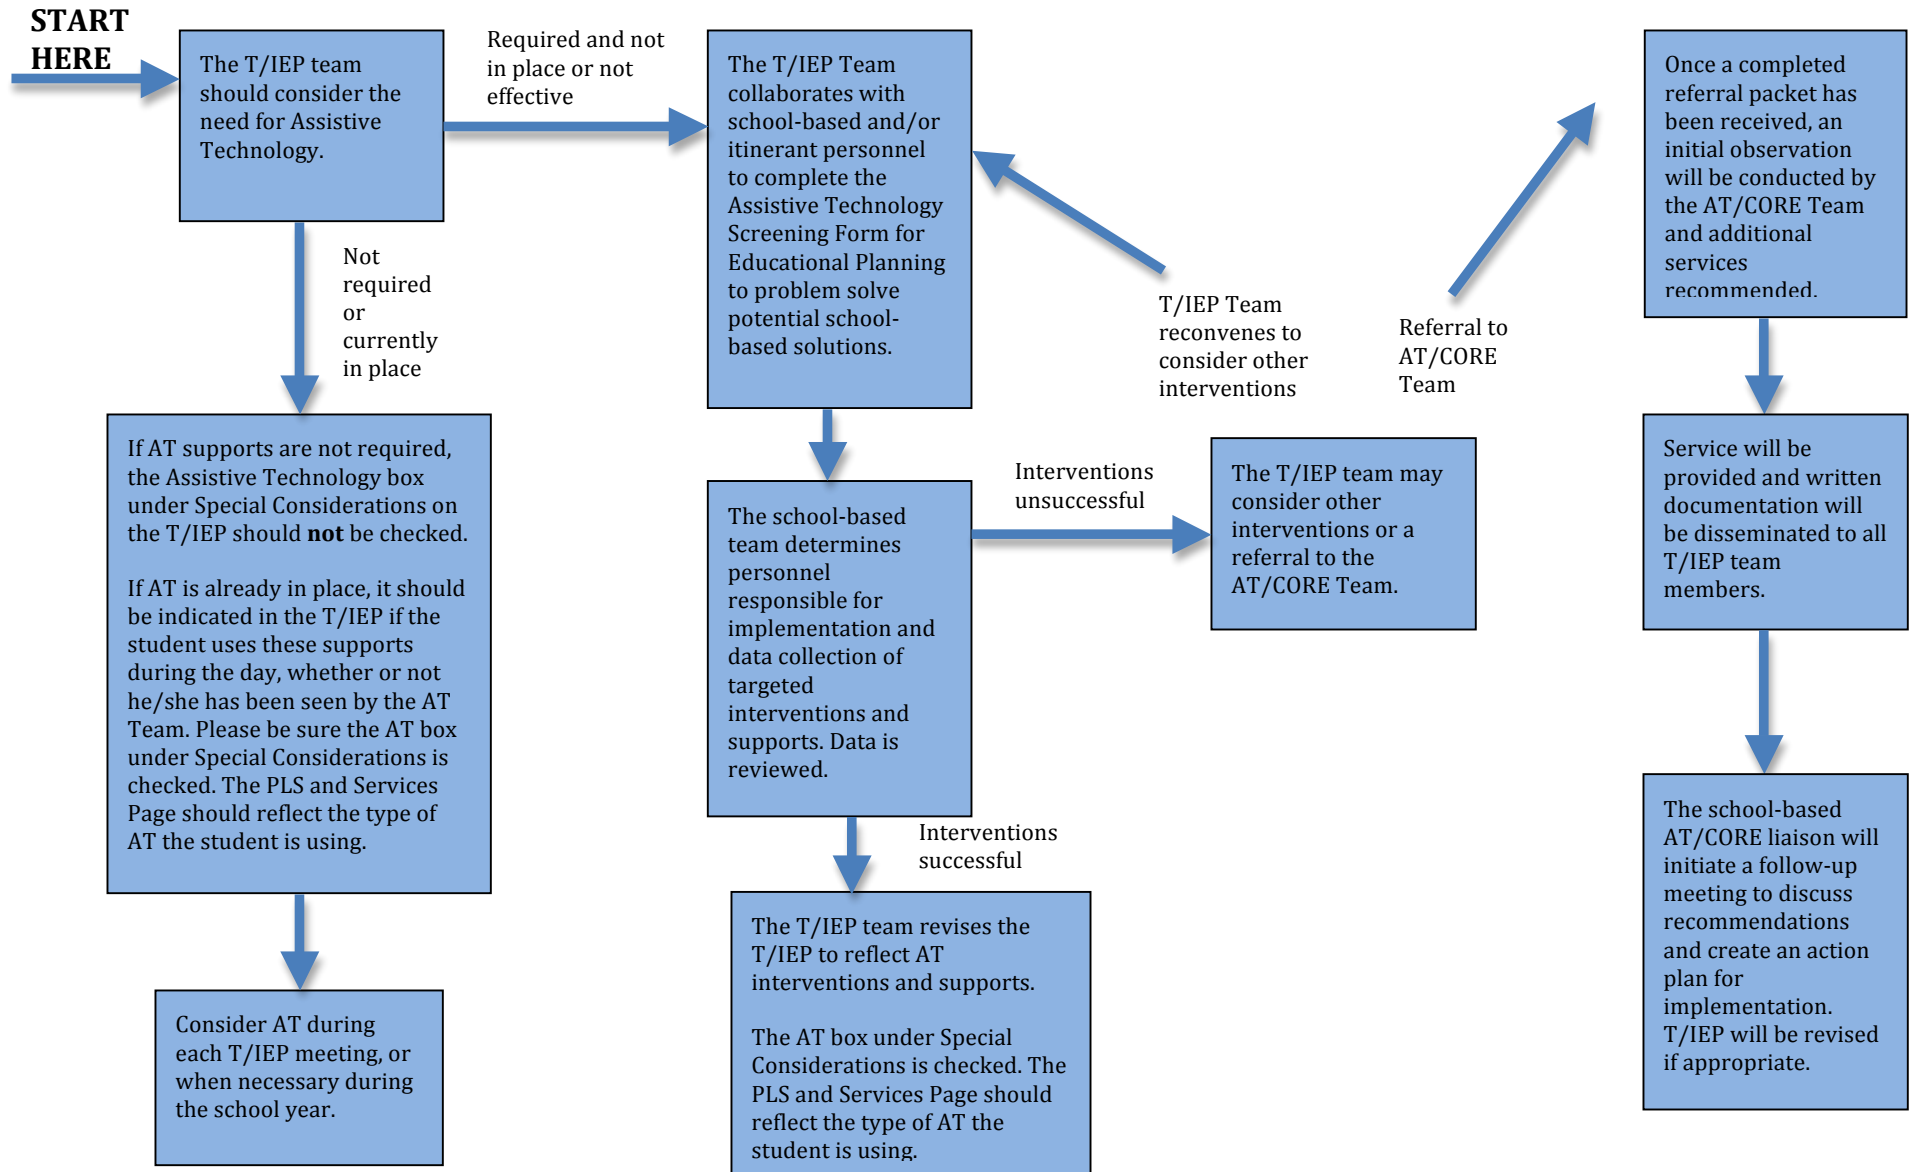 START
HERE
The T/IEP team
should consider the
need for Assistive
Technology.
Required and not
in place or not
effective
Not
required
or
currently
in place
If AT supports are not required,
the Assistive Technology box
under Special Considerations on
the T/IEP should not be checked.
If AT is already in place, it should
be indicated in the T/IEP if the
student uses these supports
during the day, whether or not
he/she has been seen by the AT
Team. Please be sure the AT box
under Special Considerations is
checked. The PLS and Services
Page should reflect the type of
AT the student is using.
Consider AT during
each T/IEP meeting, or
when necessary during
the school year.
The T/IEP Team
collaborates with
school-based and/or
itinerant personnel
to complete the
Assistive Technology
Screening Form for
Educational Planning
to problem solve
potential school-
based solutions.
The school-based
team determines
personnel
responsible for
implementation and
data collection of
targeted
interventions and
supports. Data is
reviewed.
Interventions
successful
The T/IEP team revises the
T/IEP to reflect AT
interventions and supports.
The AT box under Special
Considerations is checked. The
PLS and Services Page should
reflect the type of AT the
student is using.
Interventions
unsuccessful
The T/IEP team may
consider other
interventions or a
referral to the
AT/CORE Team.
T/IEP Team
reconvenes to
consider other
interventions
Referral to
AT/CORE
Team
Once a completed
referral packet has
been received, an
initial observation
will be conducted by
the AT/CORE Team
and additional
services
recommended.
Service will be
provided and written
documentation will
be disseminated to all
T/IEP team
members.
The school-based
AT/CORE liaison will
initiate a follow-up
meeting to discuss
recommendations
and create an action
plan for
implementation.
T/IEP will be revised
if appropriate.